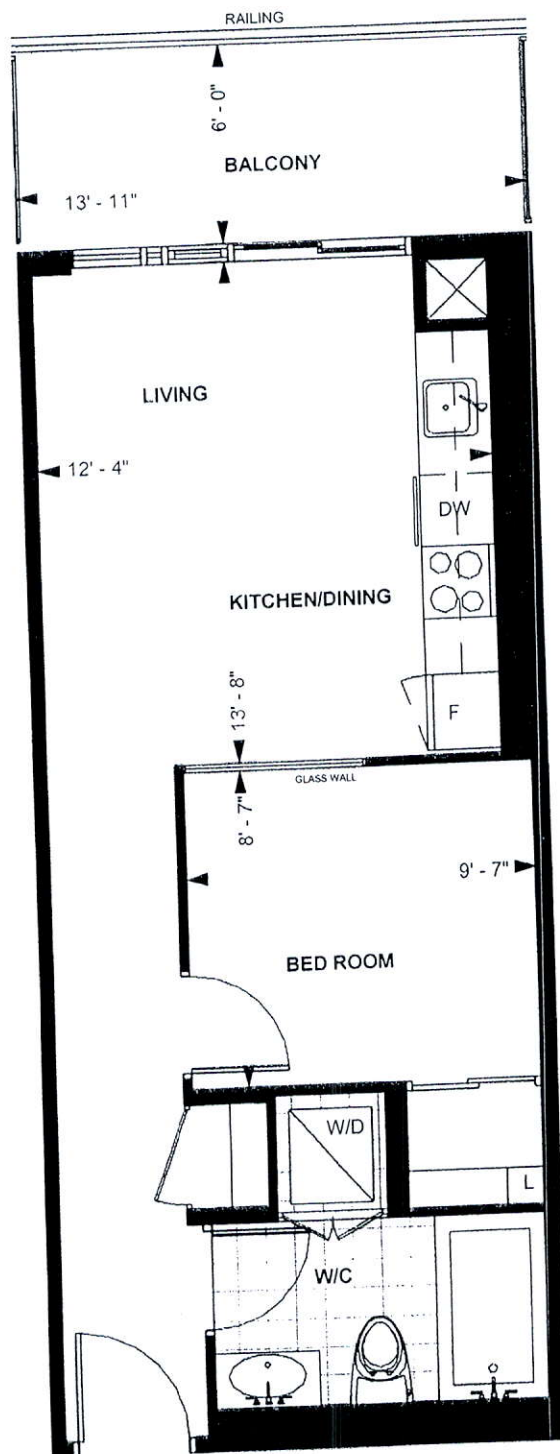 RAILING
6' - 0"
BALCONY
13' - 11"
LIVING
12' - 4"
DW
KITCHEN/DINING
13' - 8"
F
GLASS WALL
8' - 7"
9' - 7"
BED ROOM
W/D
L
W/C